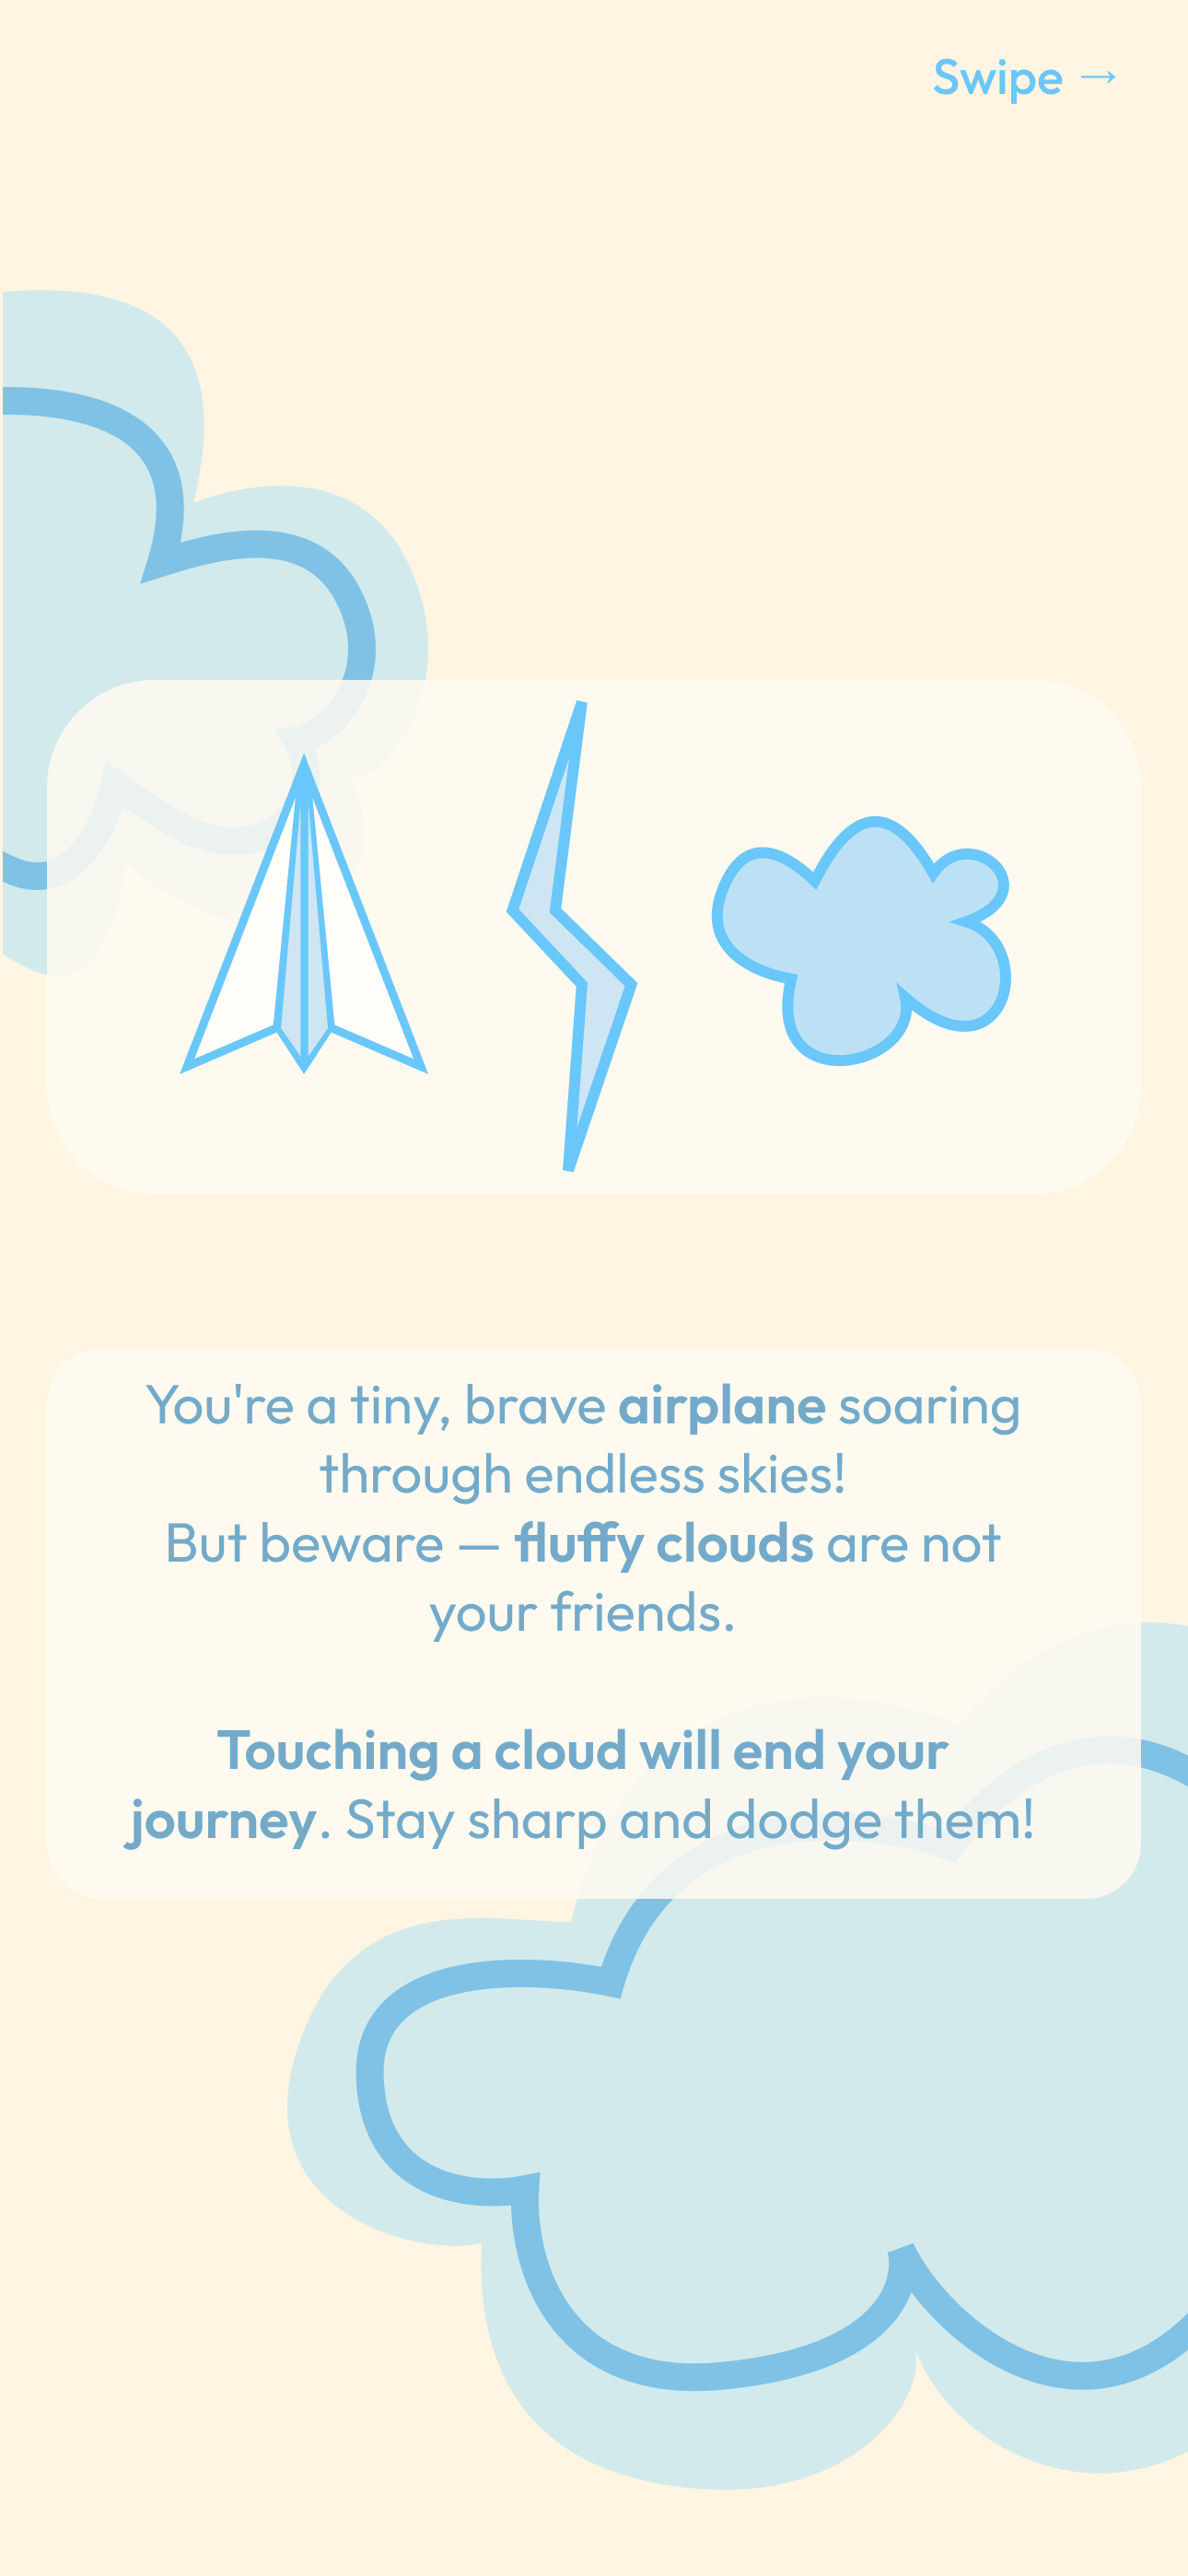 Swipe →
You're a tiny, brave airplane soaring
through endless skies!
But beware — fluffy clouds are not
your friends.
Touching a cloud will end your
journey. Stay sharp and dodge them!